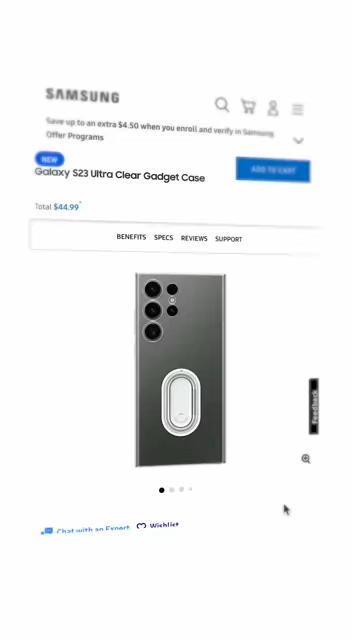 SAMSUNG
Save up to an extra $4.50 when you enroll and verify in Samsung
Offer Programs
NEW
Galaxy S23 Ultra Clear Gadget Case
ADD TO CART
Total $44.99*
BENEFITS SPECS REVIEWS SUPPORT
Feedback
Chat with an Expert Wishlist